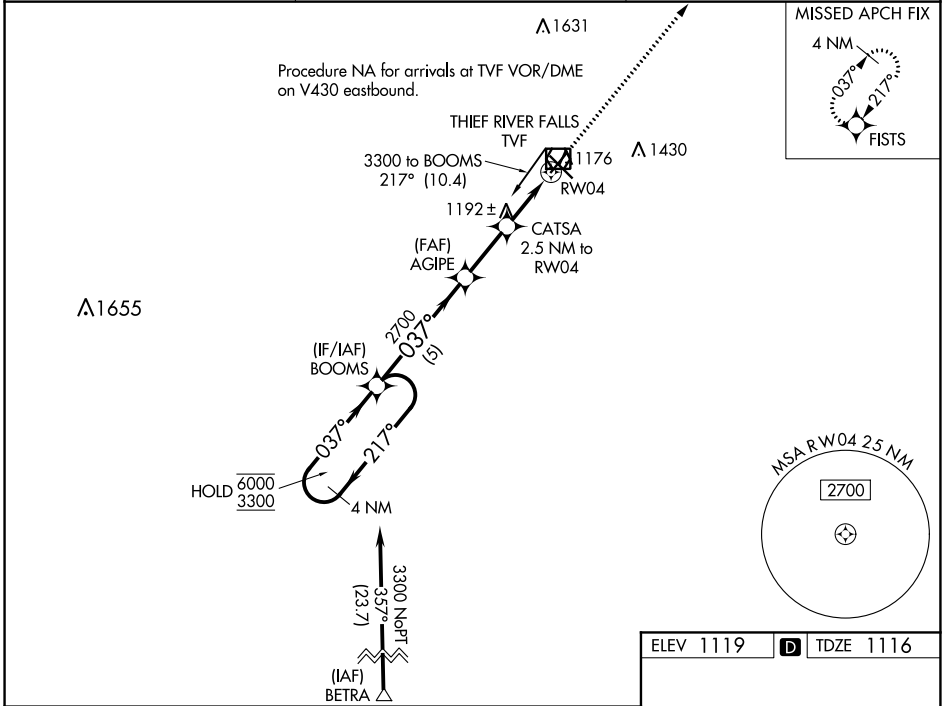 MISSED APCH FIX
4 NM
037°
217°
FISTS
1631
Procedure NA for arrivals at TVF VOR/DME
on V430 eastbound.
THIEF RIVER FALLS
TVF
3300 to BOOMS
217° (10.4)
1176
1430
RW04
1192 ±
CATSA
2.5 NM to
RW04
(FAF)
AGIPE
1655
2700
037°
(5)
(IF/IAF)
BOOMS
037°
217°
HOLD 6000
3300
4 NM
MSA RW04 25 NM
2700
3300 NoPT
357°
(23.7)
(IAF)
BETRA
ELEV 1119 D TDZE 1116